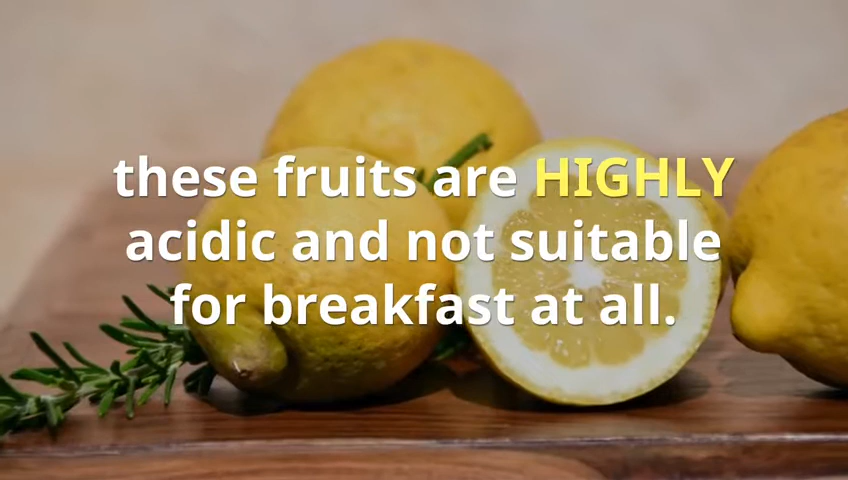 these fruits are HIGHLY
acidic and not suitable
for breakfast at all.